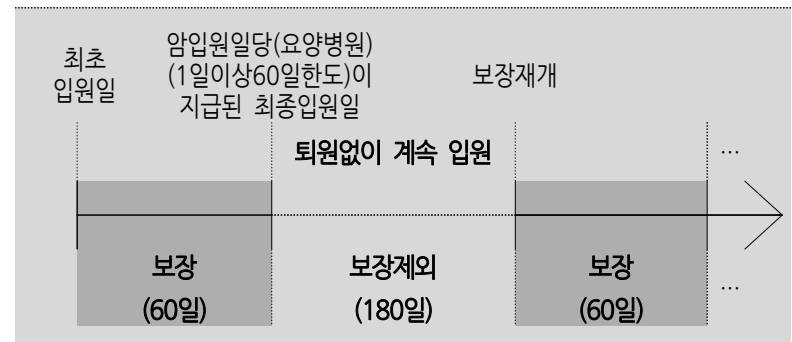 최초
입원일
암입원일당(요양병원)
(1일이상60일한도)이
지급된 최종입원일
보장재개
퇴원없이 계속 입원
…
보장
(60일)
보장제외
(180일)
보장
(60일)
…